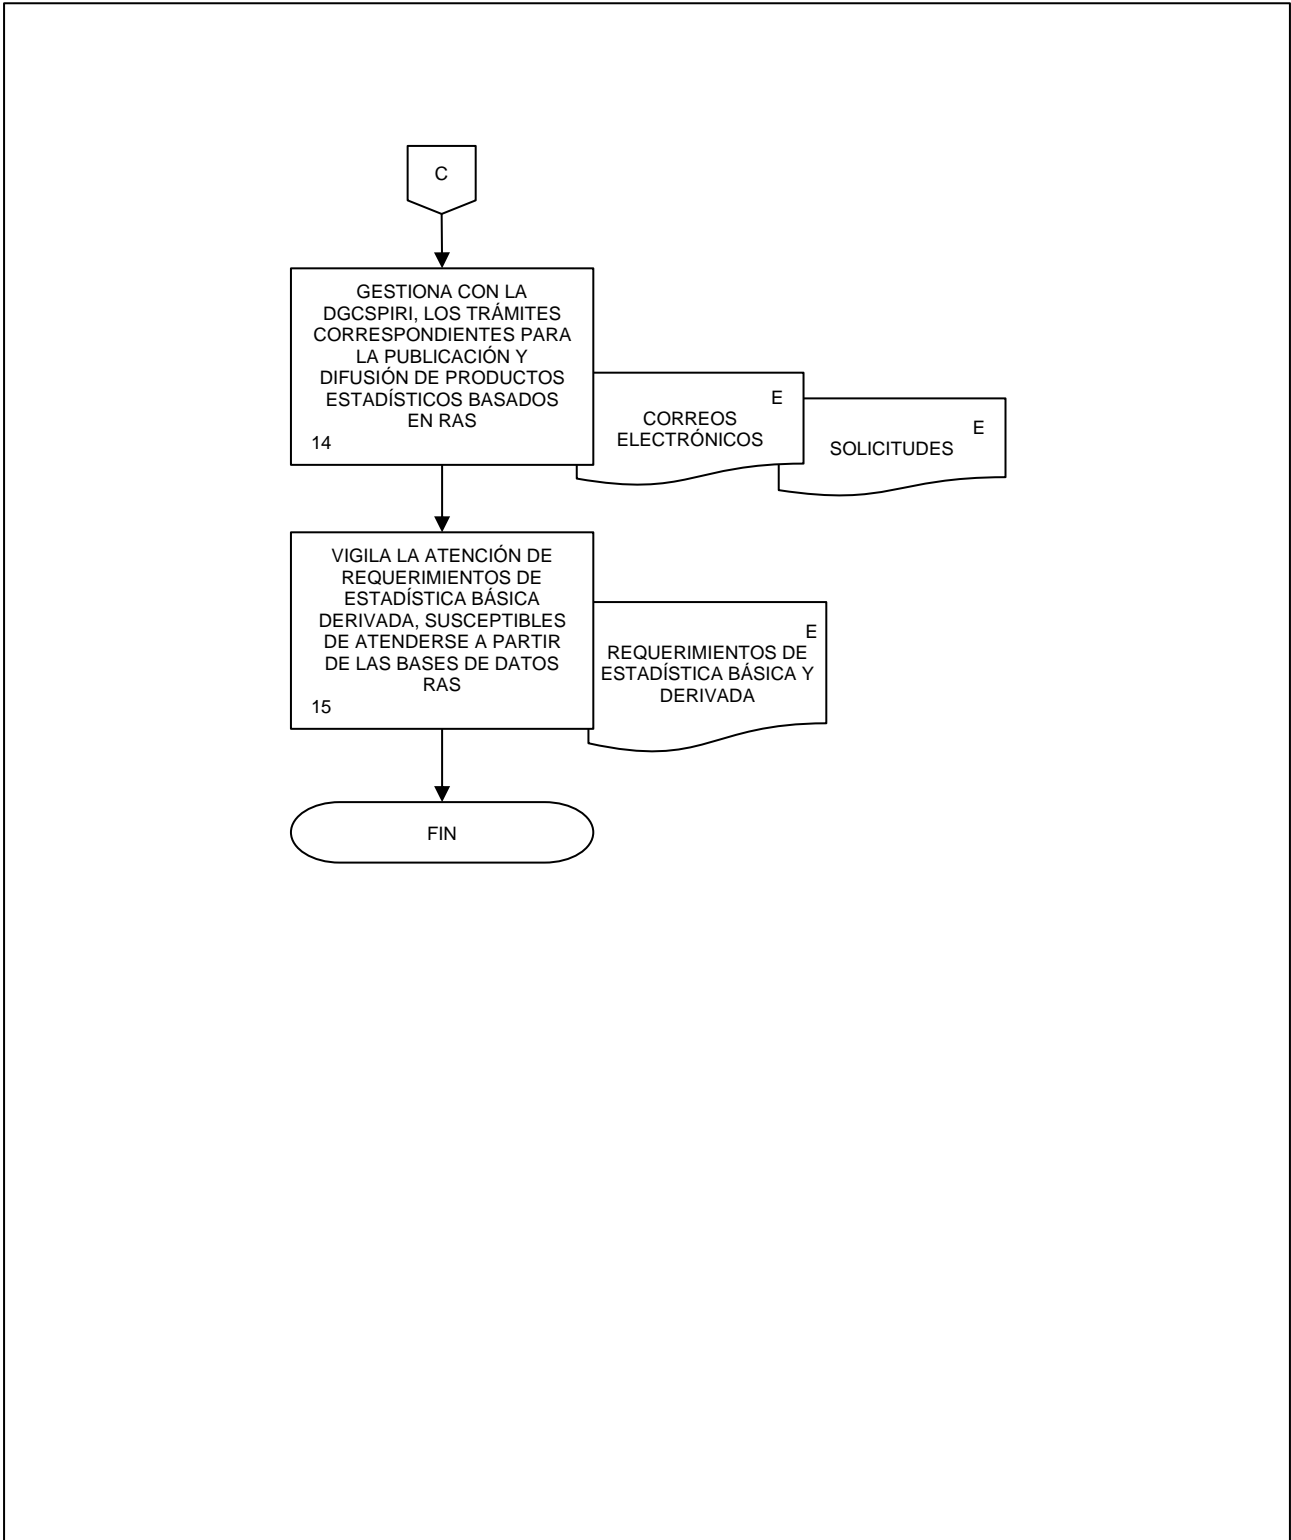 C
GESTIONA CON LA
DGCSPIRI, LOS TRÁMITES
CORRESPONDIENTES PARA
LA PUBLICACIÓN Y
DIFUSIÓN DE PRODUCTOS
ESTADÍSTICOS BASADOS
EN RAS
14
E
CORREOS
ELECTRÓNICOS
E
SOLICITUDES
VIGILA LA ATENCIÓN DE
REQUERIMIENTOS DE
ESTADÍSTICA BÁSICA
DERIVADA, SUSCEPTIBLES
DE ATENDERSE A PARTIR
DE LAS BASES DE DATOS
RAS
15
E
REQUERIMIENTOS DE
ESTADÍSTICA BÁSICA Y
DERIVADA
FIN